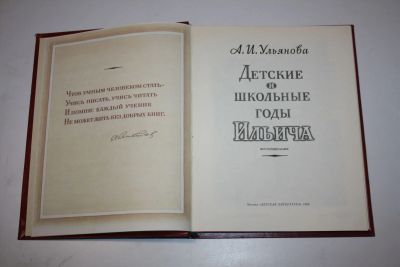 Чтоб умным человеком стать -
Учись писать, учись читать
И помни: каждый ученик
Не может жить без добрых книг.
А. И. Ульянова
Детские
и
школьные
годы
Ильича